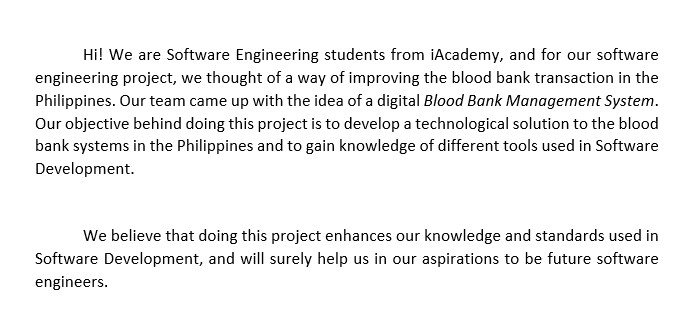 Hi! We are Software Engineering students from iAcademy, and for our software
engineering project, we thought of a way of improving the blood bank transaction in the
Philippines. Our team came up with the idea of a digital Blood Bank Management System.
Our objective behind doing this project is to develop a technological solution to the blood
bank systems in the Philippines and to gain knowledge of different tools used in Software
Development.
We believe that doing this project enhances our knowledge and standards used in
Software Development, and will surely help us in our aspirations to be future software
engineers.